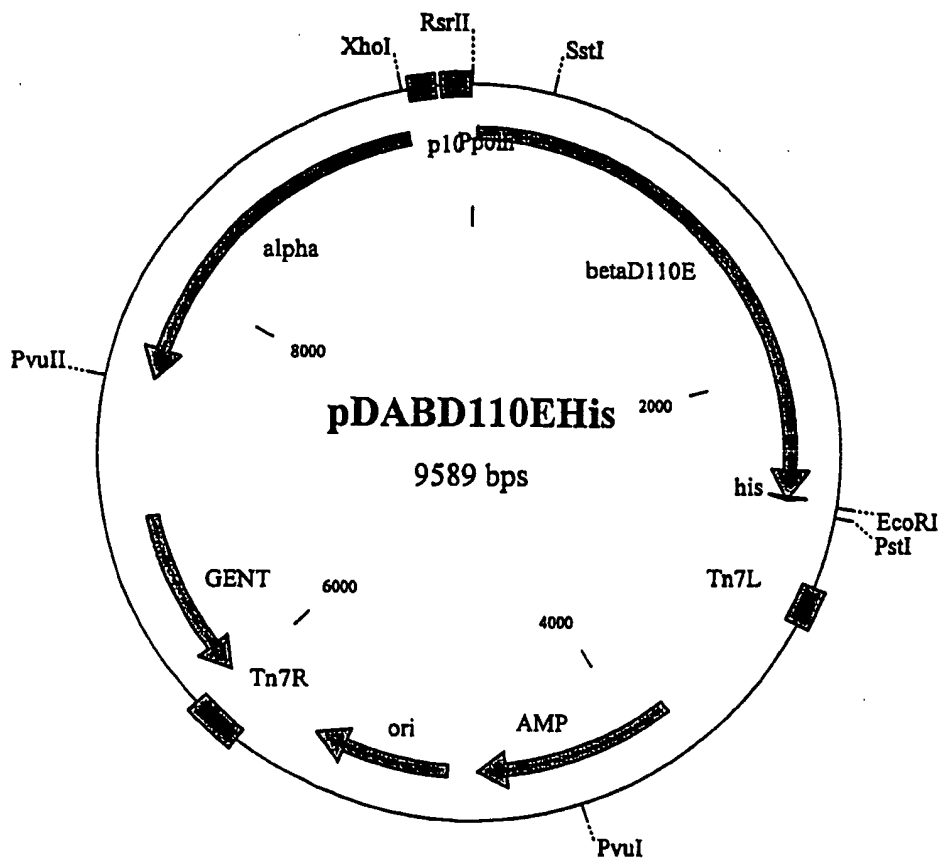 RsrII
XhoI
SstI
p10
Ppolh
alpha
betaD110E
8000
PvuII
2000
pDABD110EHis
9589 bps
his
EcoRI
PstI
GENT
6000
Tn7L
4000
Tn7R
ori
AMP
PvuI